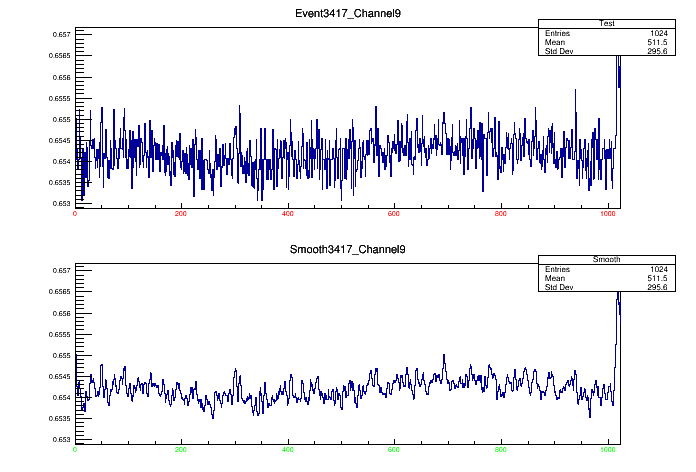 Event3417_Channel9
Test
Entries 1024
Mean 511.5
Std Dev 295.6
0.657
0.6565
0.656
0.6555
0.655
0.6545
0.654
0.6535
0.653
0 200 400 600 800 1000
Smooth3417_Channel9
Smooth
Entries 1024
Mean 511.5
Std Dev 295.6
0.657
0.6565
0.656
0.6555
0.655
0.6545
0.654
0.6535
0.653
0 200 400 600 800 1000